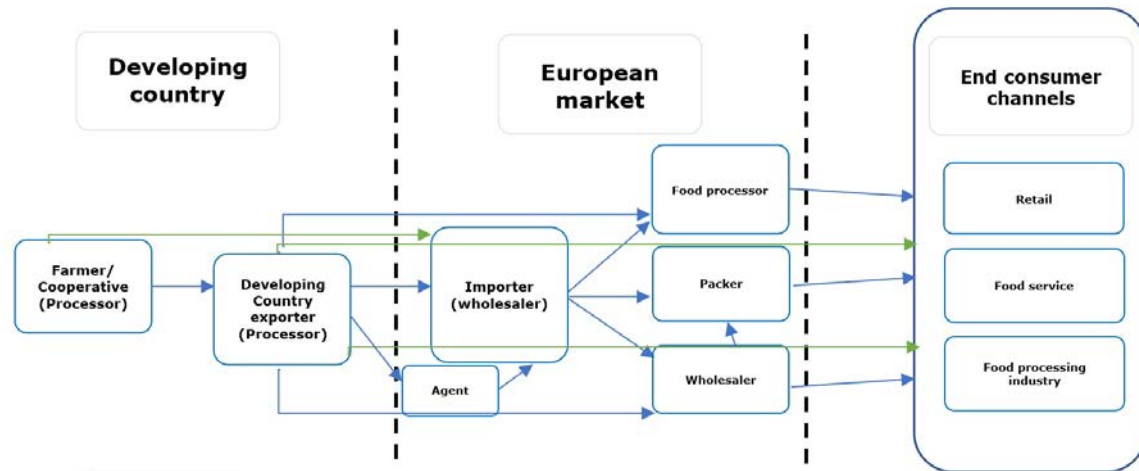 Developing
country
European
market
End consumer
channels
Food processor
Retail
Farmer/
Cooperative
(Processor)
Developing
Country
exporter
(Processor)
Importer
(wholesaler)
Packer
Food service
Agent
Wholesaler
Food processing
industry